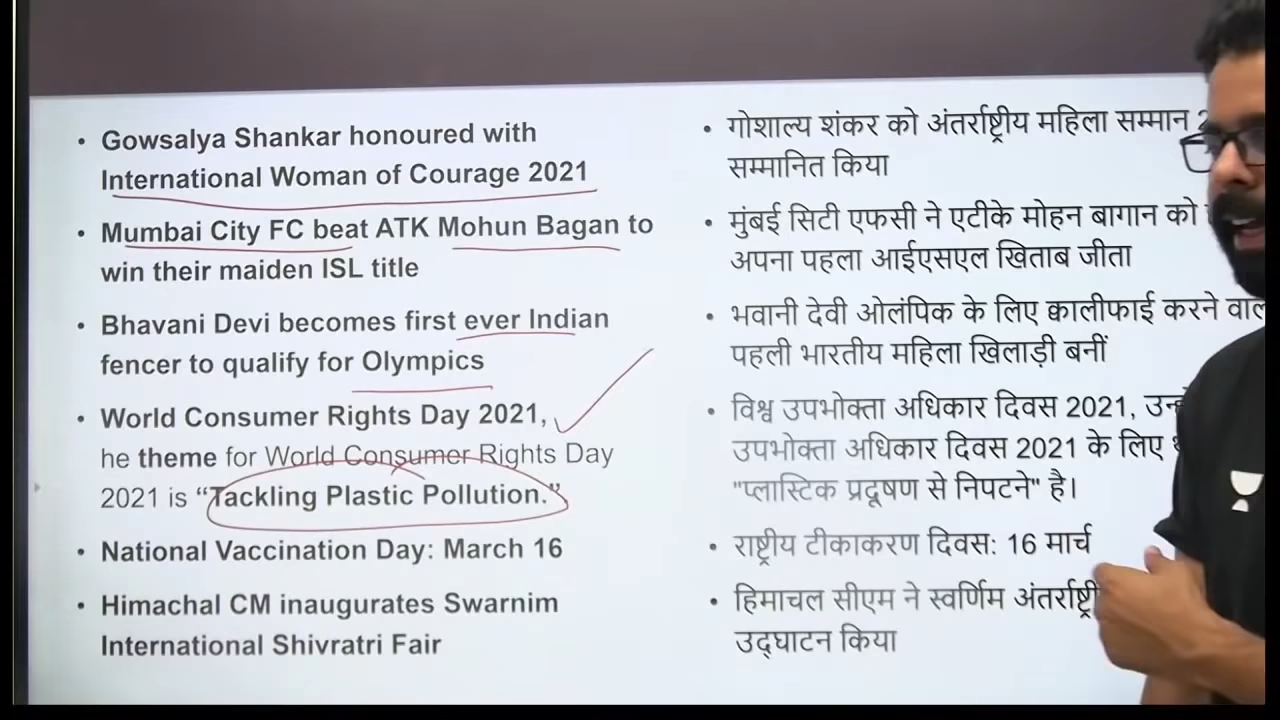 • Gowsalya Shankar honoured with
International Woman of Courage 2021
• Mumbai City FC beat ATK Mohun Bagan to
win their maiden ISL title
• Bhavani Devi becomes first ever Indian
fencer to qualify for Olympics
• World Consumer Rights Day 2021,
he theme for World Consumer Rights Day
2021 is “Tackling Plastic Pollution.”
• National Vaccination Day: March 16
• Himachal CM inaugurates Swarnim
International Shivratri Fair
• गोशाल्य शंकर को अंतर्राष्ट्रीय महिला सम्मान
सम्मानित किया
• मुंबई सिटी एफसी ने एटीके मोहन बागान को
अपना पहला आईएसएल खिताब जीता
• भवानी देवी ओलंपिक के लिए क्वालीफाई करने
पहली भारतीय महिला खिलाड़ी बनीं
• विश्व उपभोक्ता अधिकार दिवस 2021,
उपभोक्ता अधिकार दिवस 2021 के लिए
"प्लास्टिक प्रदूषण से निपटने" है।
• राष्ट्रीय टीकाकरण दिवस: 16 मार्च
• हिमाचल सीएम ने स्वर्णिम
उद्घाटन किया